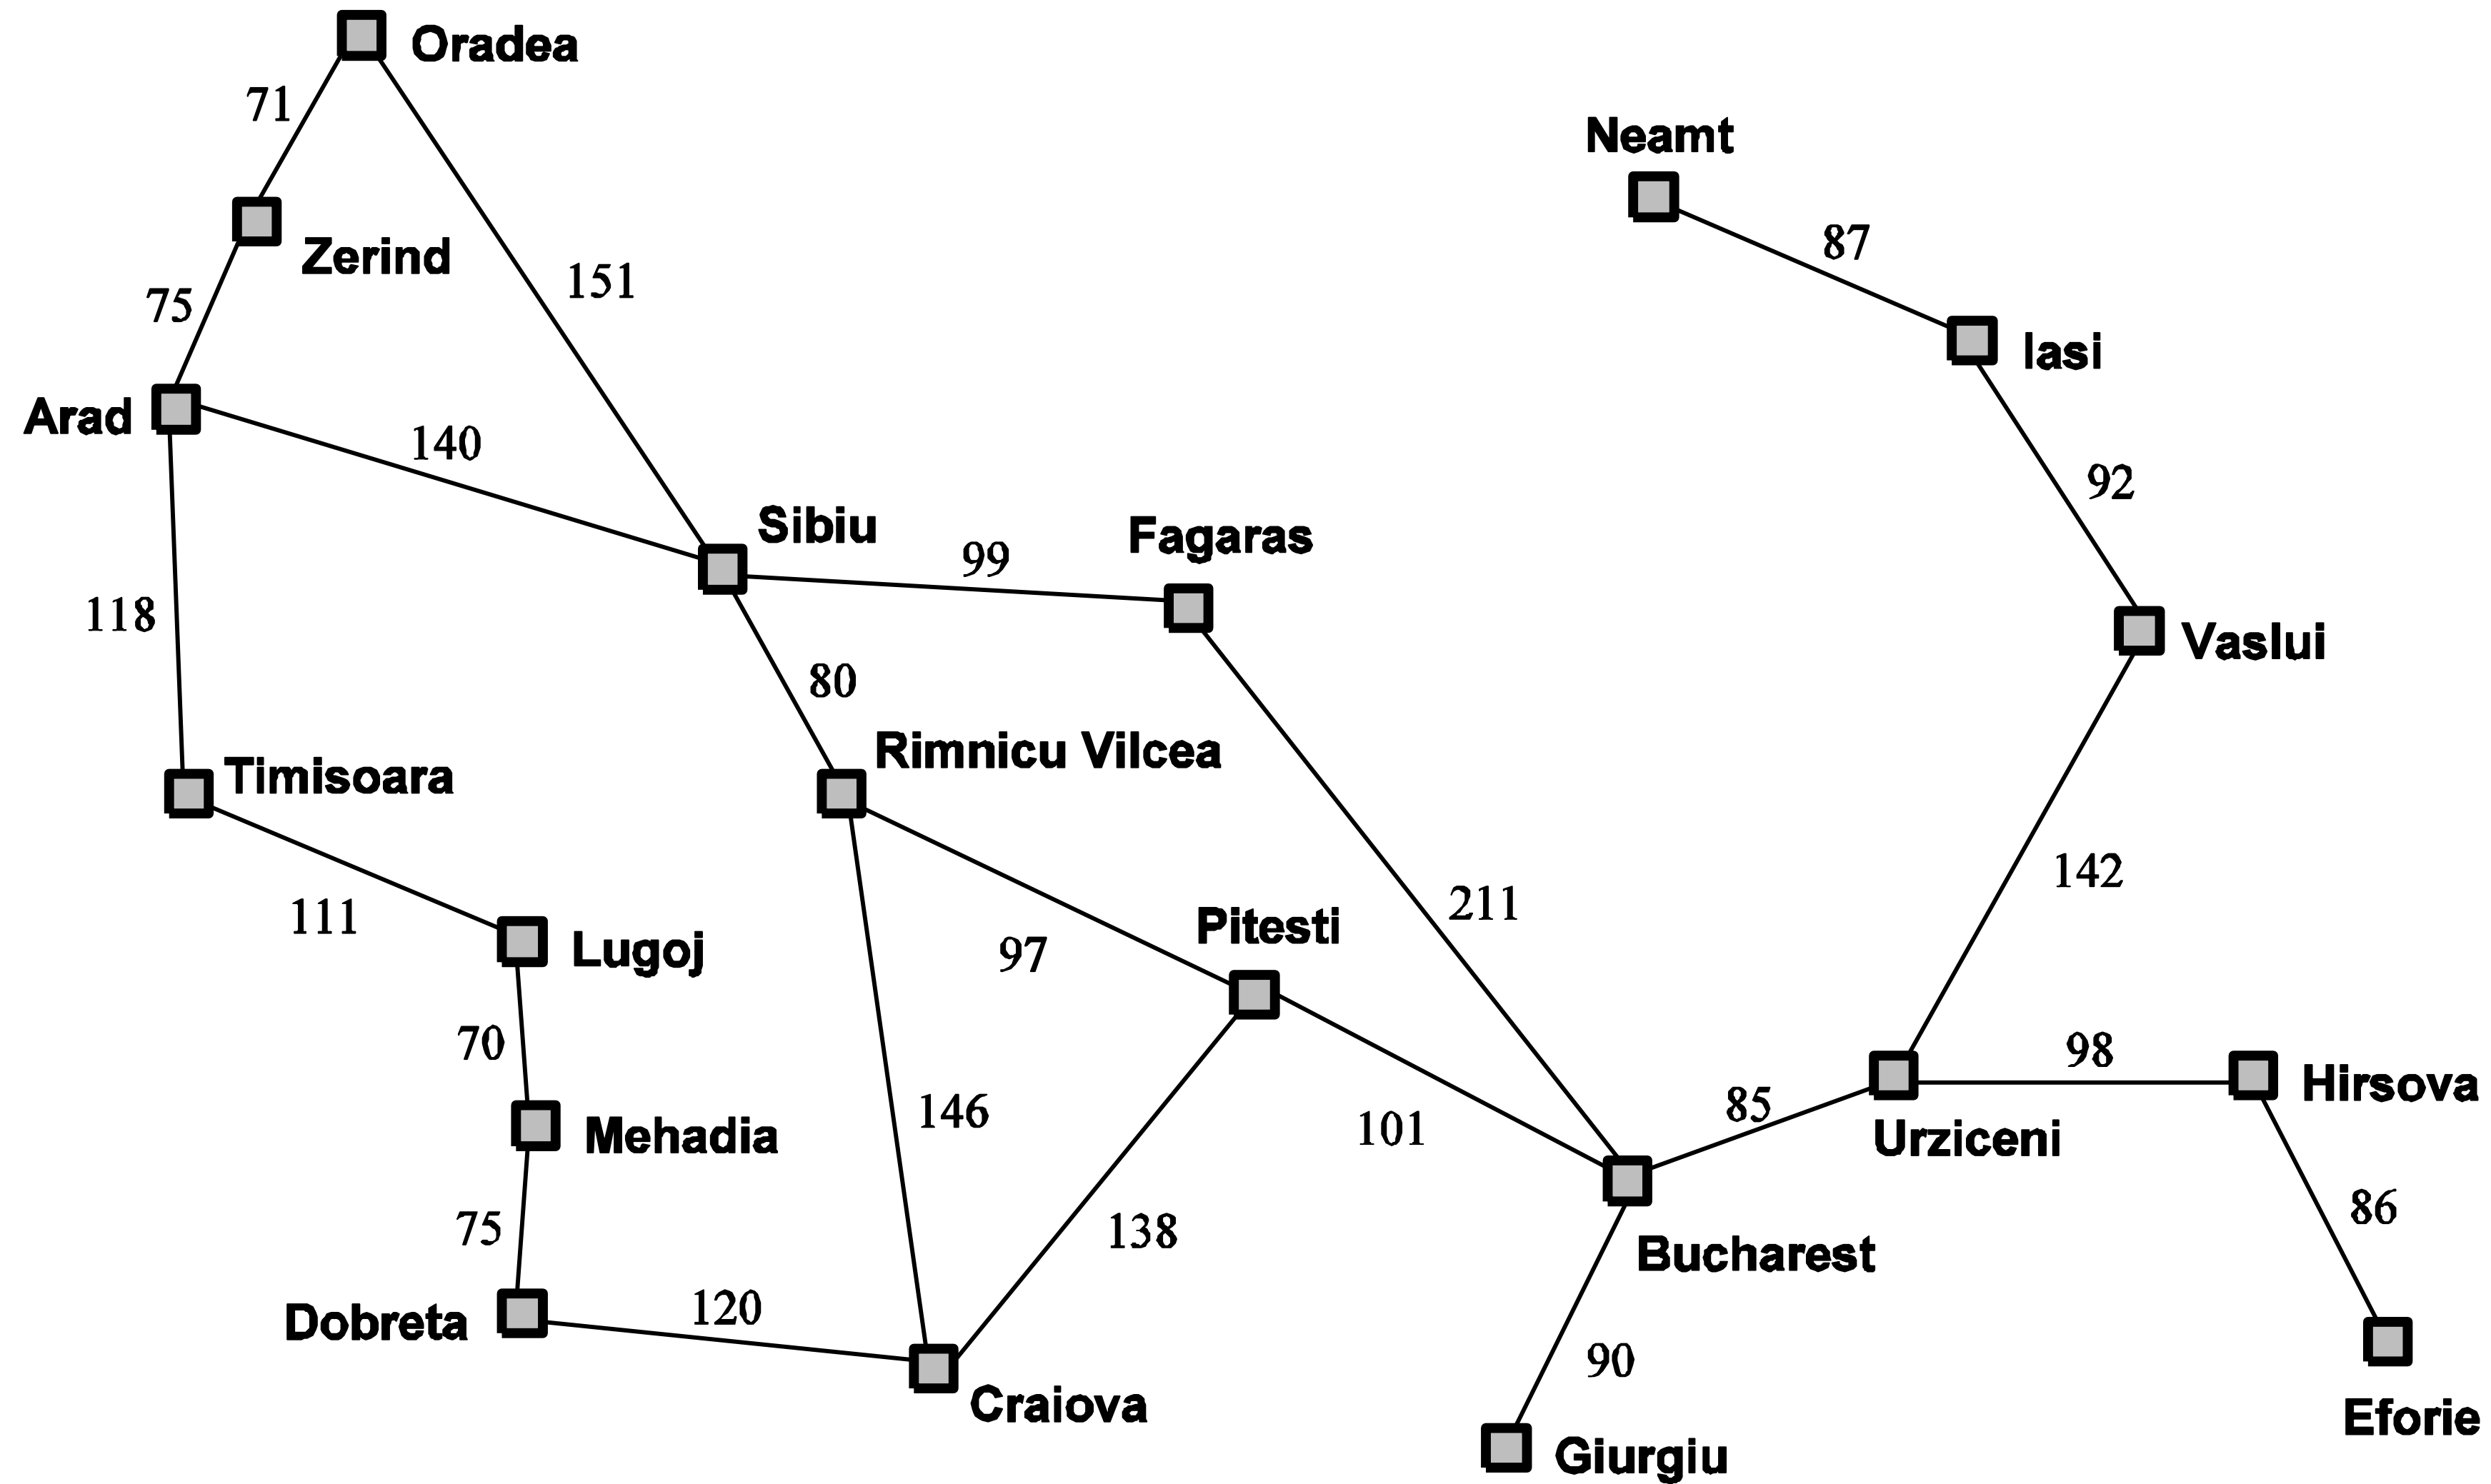 Oradea
71
Neamt
87
Zerind
151
75
Iasi
Arad
140
92
Sibiu
99
Fagaras
118
Vaslui
80
Rimnicu Vilcea
Timisoara
142
211
111
Lugoj
97
Pitesti
70
98
Hirsova
85
146
101
Mehadia
Urziceni
86
75
138
Bucharest
120
Dobreta
90
Craiova
Eforie
Giurgiu